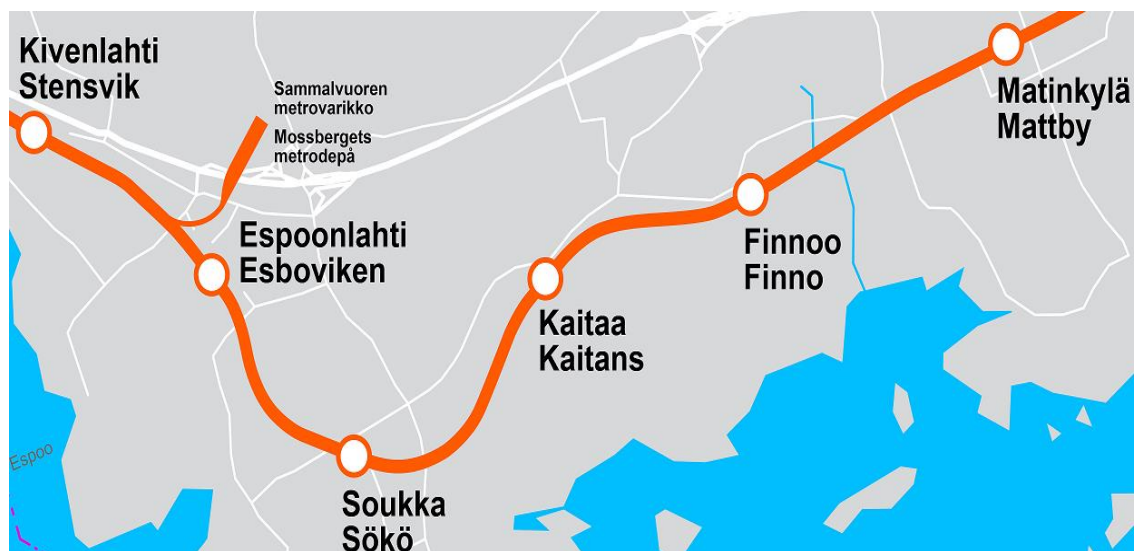 Kivenlahti
Stensvik
Sammalvuoren
metrovarikko
Mossbergets
metrodepå
Matinkylä
Mattby
Espoonlahti
Esboviken
Finnoo
Finno
Kaitaa
Kaitans
Espoo
Soukka
Sökö